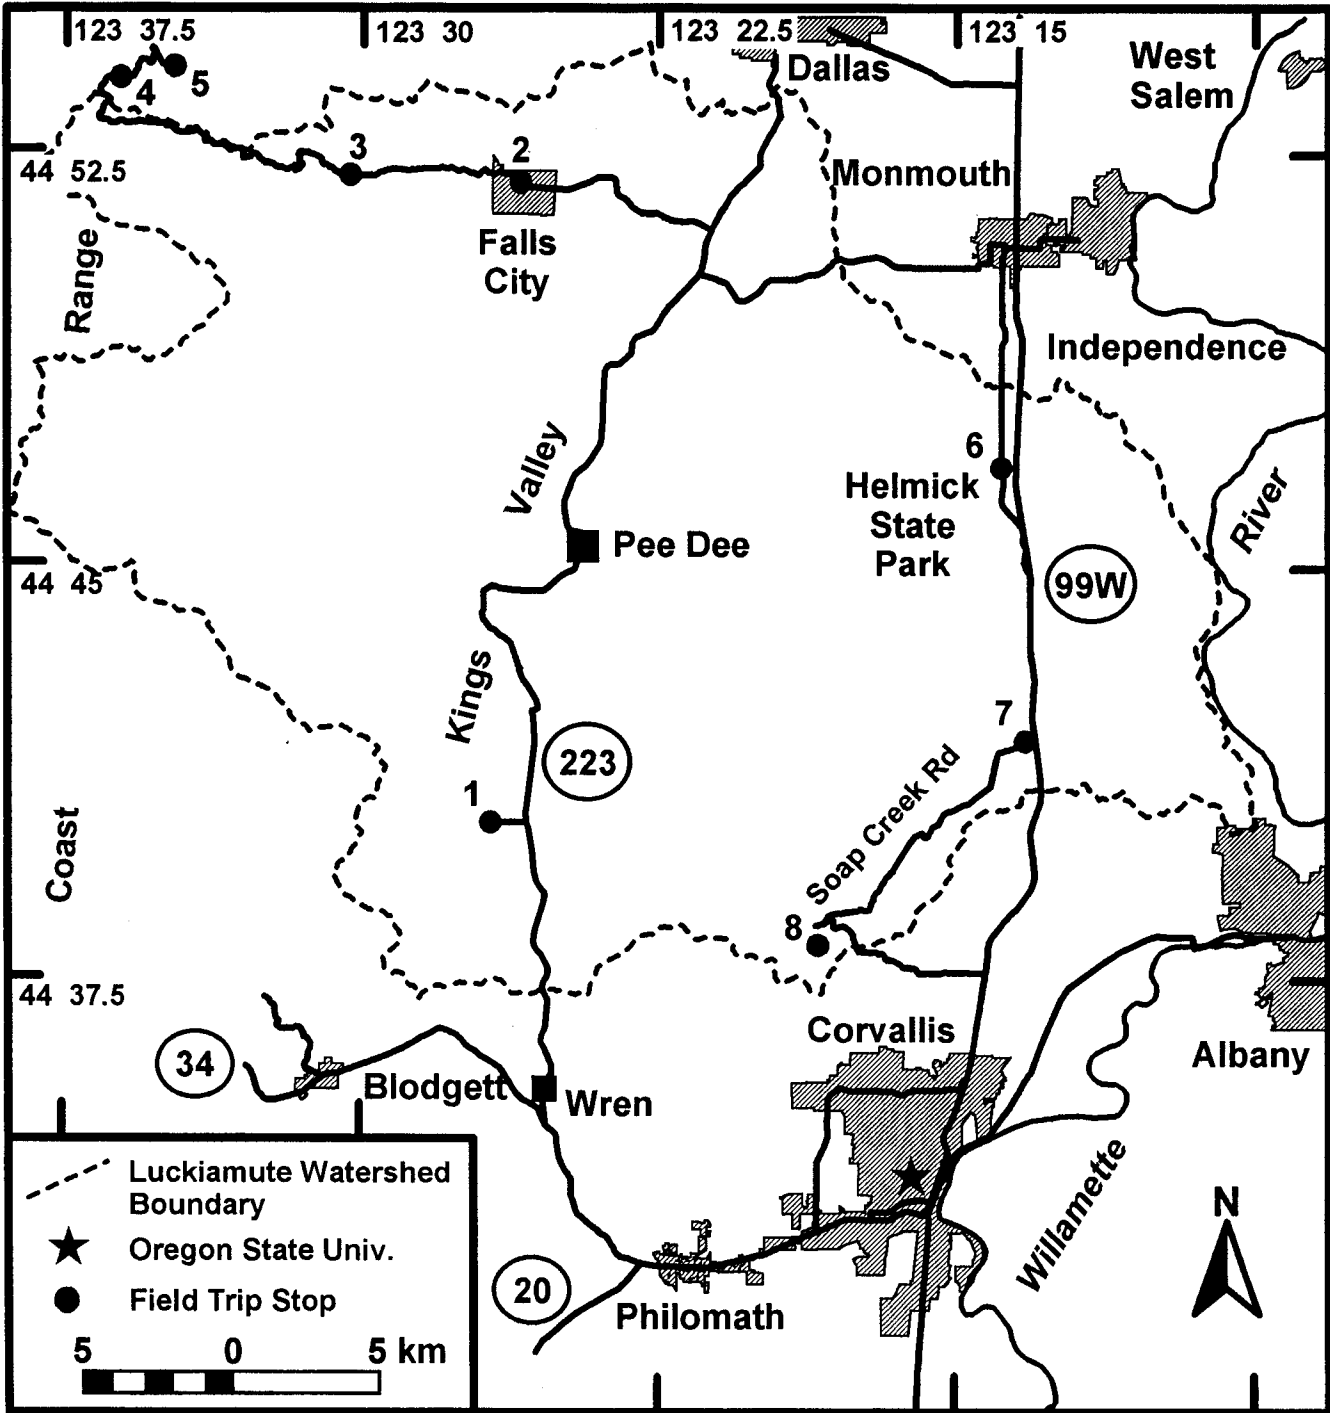 123 37.5
123 30
123 22.5
123 15
Dallas
West
Salem
4
5
3
2
44 52.5
Monmouth
Falls
City
Range
Independence
6
Helmick
State
Park
Valley
River
Pee Dee
44 45
99W
Kings
7
223
1
Soap Creek Rd
Coast
8
44 37.5
Corvallis
34
Blodgett
Wren
Albany
Willamette
N
Luckiamute Watershed
Boundary
Oregon State Univ.
Field Trip Stop
20
Philomath
5 0 5 km